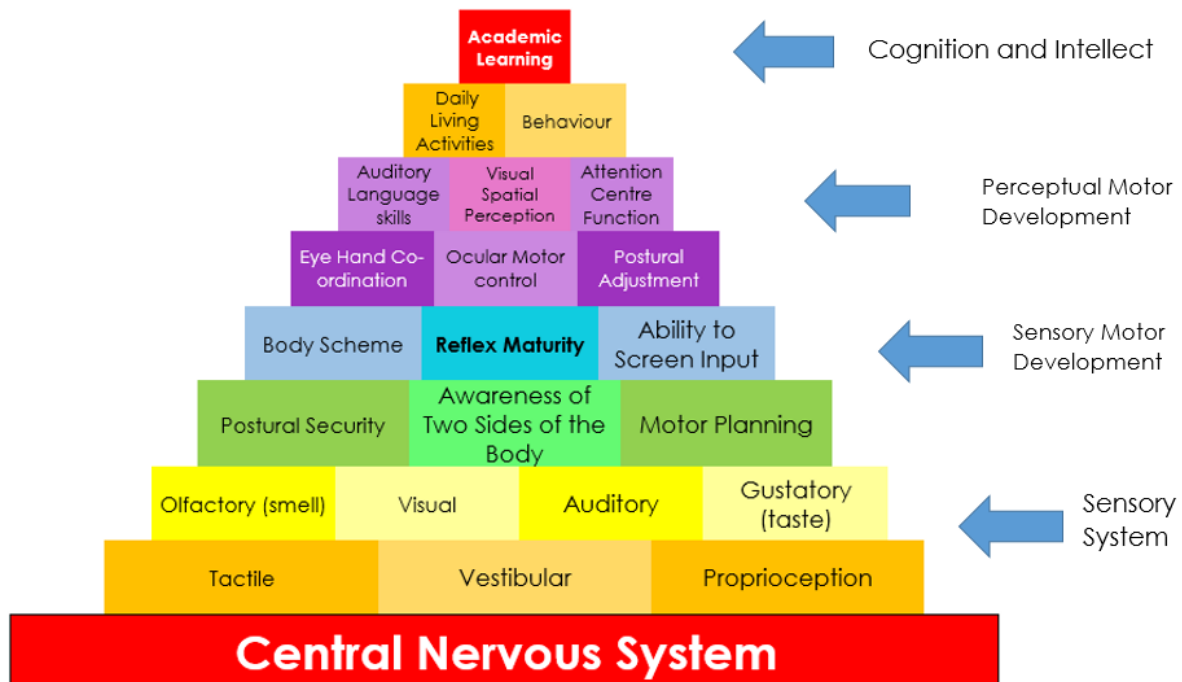 Academic
Learning
Cognition and Intellect
Daily
Living
Activities
Behaviour
Auditory
Language
skills
Visual
Spatial
Perception
Attention
Centre
Function
Perceptual Motor
Development
Eye Hand Co-
ordination
Ocular Motor
control
Postural
Adjustment
Body Scheme
Reflex Maturity
Ability to
Screen Input
Sensory Motor
Development
Postural Security
Awareness of
Two Sides of the
Body
Motor Planning
Olfactory (smell)
Visual
Auditory
Gustatory
(taste)
Sensory
System
Tactile
Vestibular
Proprioception
Central Nervous System